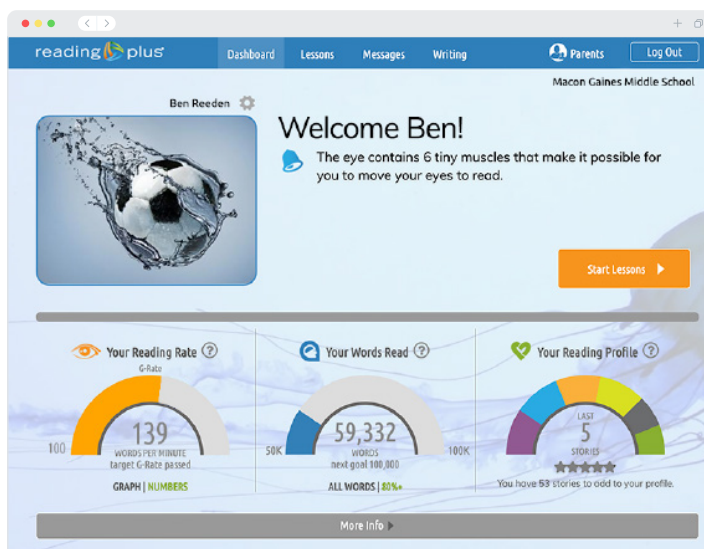 reading plus
Dashboard Lessons Messages Writing Parents Log Out
Macon Gaines Middle School
Ben Reeden
Welcome Ben!
The eye contains 6 tiny muscles that make it possible for
you to move your eyes to read.
Start Lessons
Your Reading Rate ?
G-Rate
100
139
WORDS PER MINUTE
target G-Rate passed
GRAPH | NUMBERS
Your Words Read ?
50K
59,332
WORDS
next goal 100,000
100K
ALL WORDS | 80%+
Your Reading Profile ?
LAST
5
STORIES
You have 53 stories to odd to your profile.
More Info